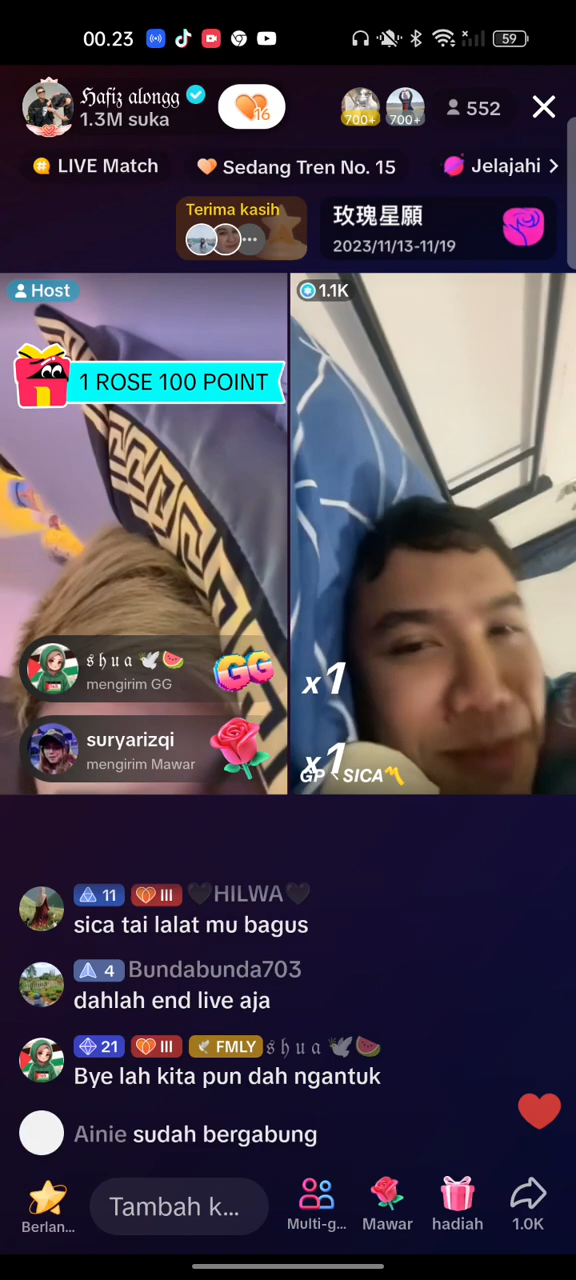 00.23
59
ℌ𝔞𝔣𝔦𝔷 𝔞𝔩𝔬𝔫𝔤𝔤
1.3M suka
16
700+
700+
552
LIVE Match
Sedang Tren No. 15
Jelajahi
Terima kasih
玫瑰星願
2023/11/13-11/19
Host
1.1K
1 ROSE 100 POINT
𝔰 𝔥 𝔲 𝔞 🕊️🍉
mengirim GG
GG
x1
suryarizqi
mengirim Mawar
x1
SICA〽️
11 III 🖤HILWA🖤
sica tai lalat mu bagus
4 Bundabunda703
dahlah end live aja
21 III FMLY 𝔰 𝔥 𝔲 𝔞 🕊️🍉
Bye lah kita pun dah ngantuk
Ainie sudah bergabung
Berlan...
Tambah k...
Multi-g...
Mawar
hadiah
1.0K